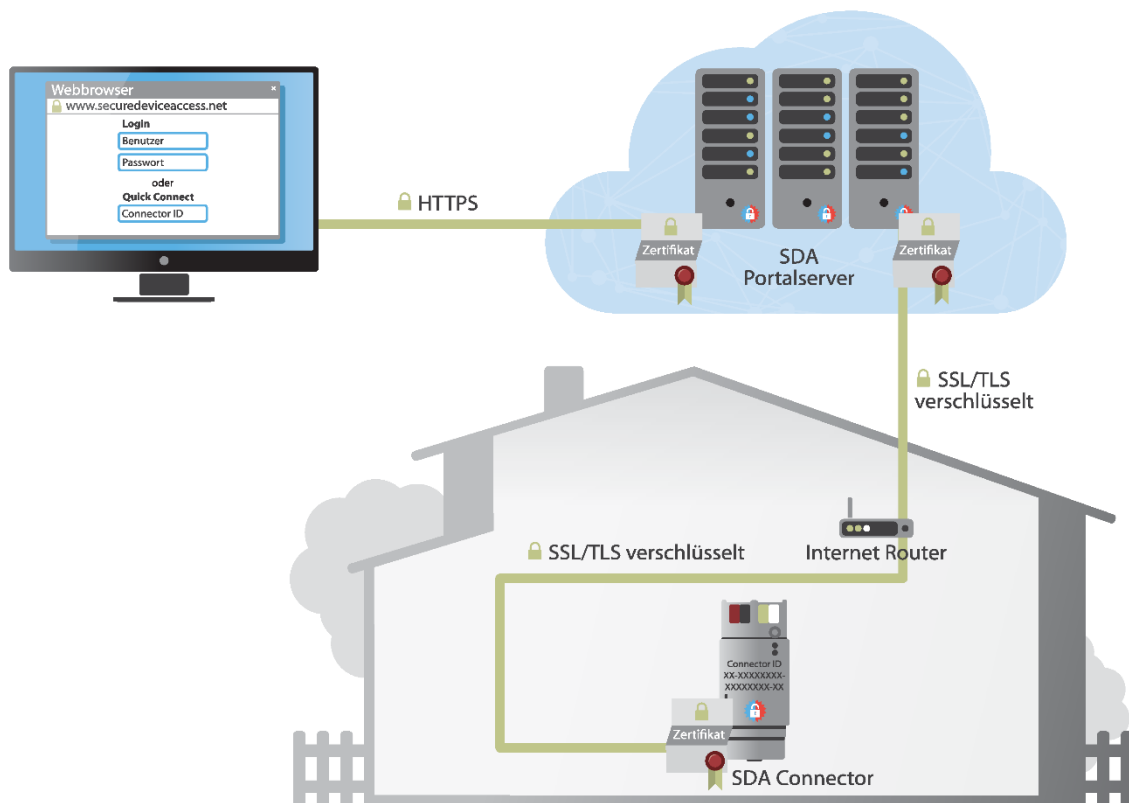 Webbrowser
www.securedeviceaccess.net
Login
Benutzer
Passwort
oder
Quick Connect
Connector ID
HTTPS
Zertifikat
SDA
Portalserver
Zertifikat
SSL/TLS
verschlüsselt
Internet Router
SSL/TLS verschlüsselt
Connector ID
XX-XXXXXXXX-
XXXXXXXX-XX
Zertifikat
SDA Connector